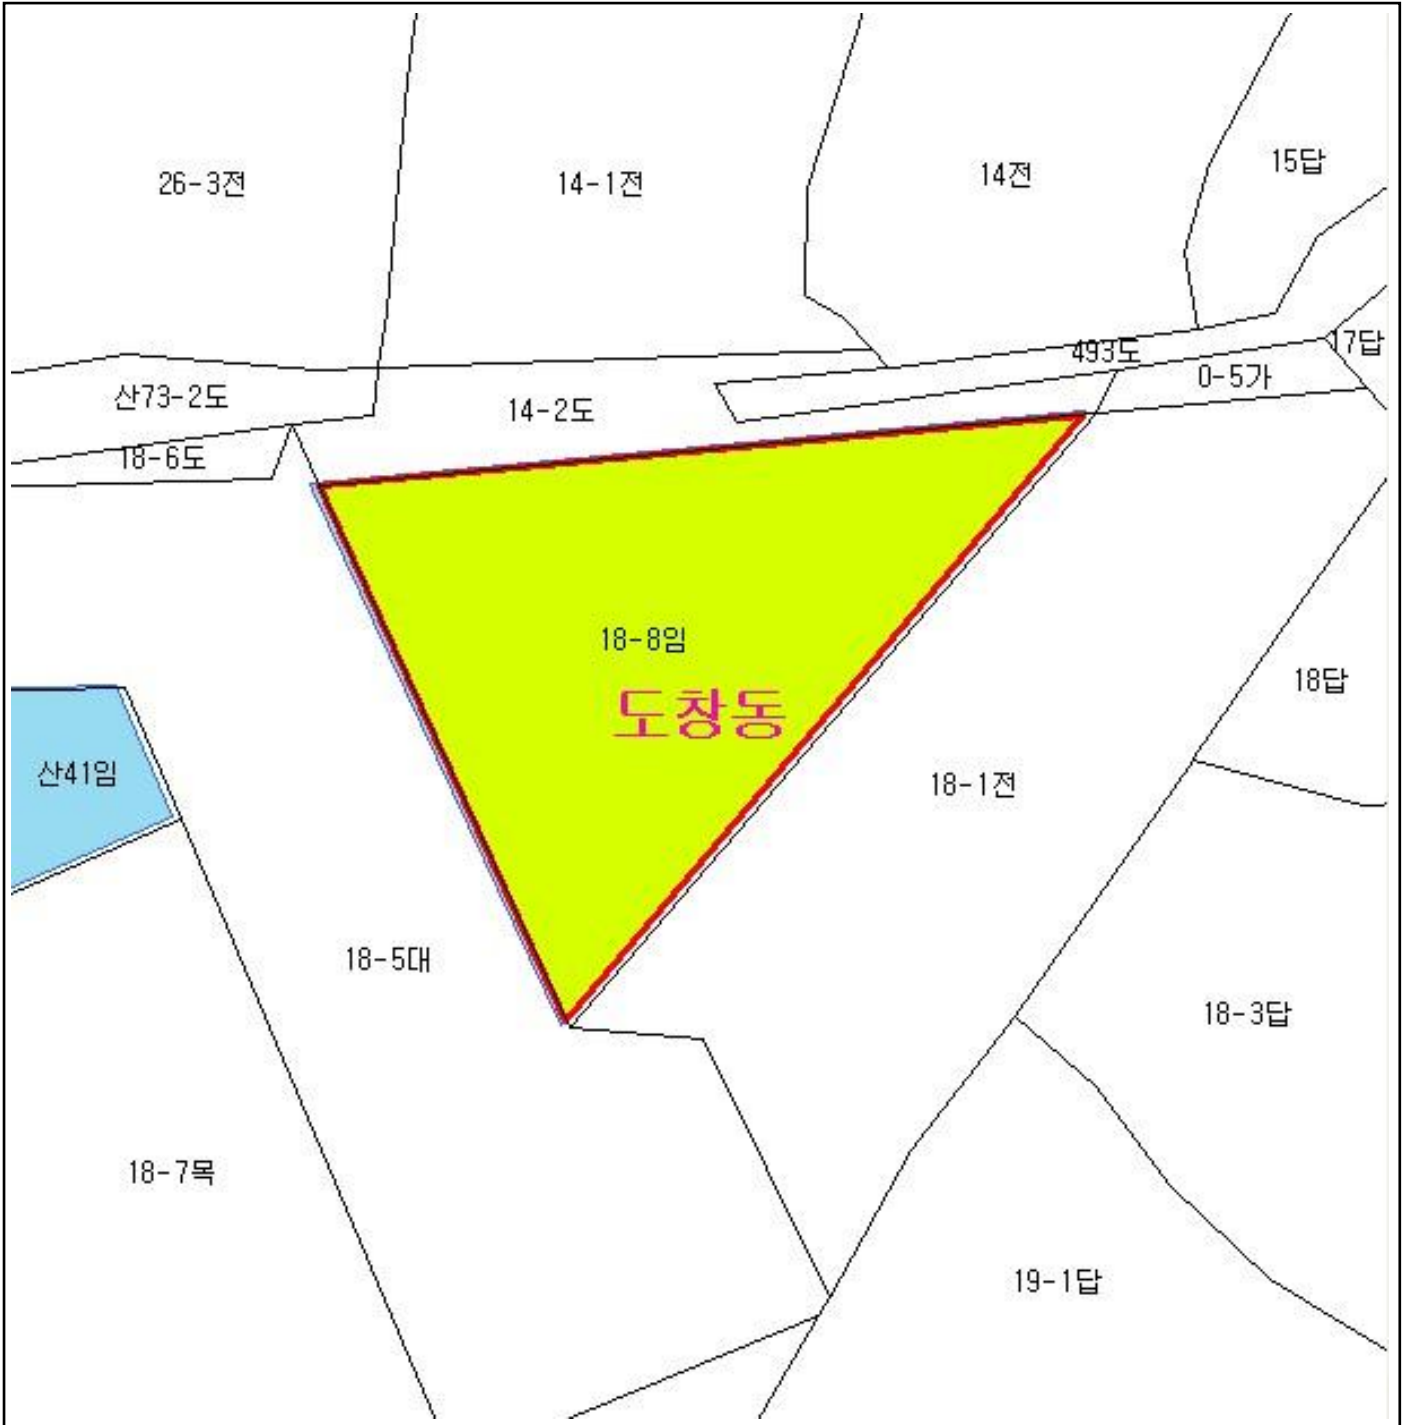 15답
14전
26-3전
14-1전
17답
493도
0-5가
산73-2도
14-2도
18-6도
18-8임
18답
도창동
산41임
18-1전
18-5대
18-3답
18-7목
19-1답